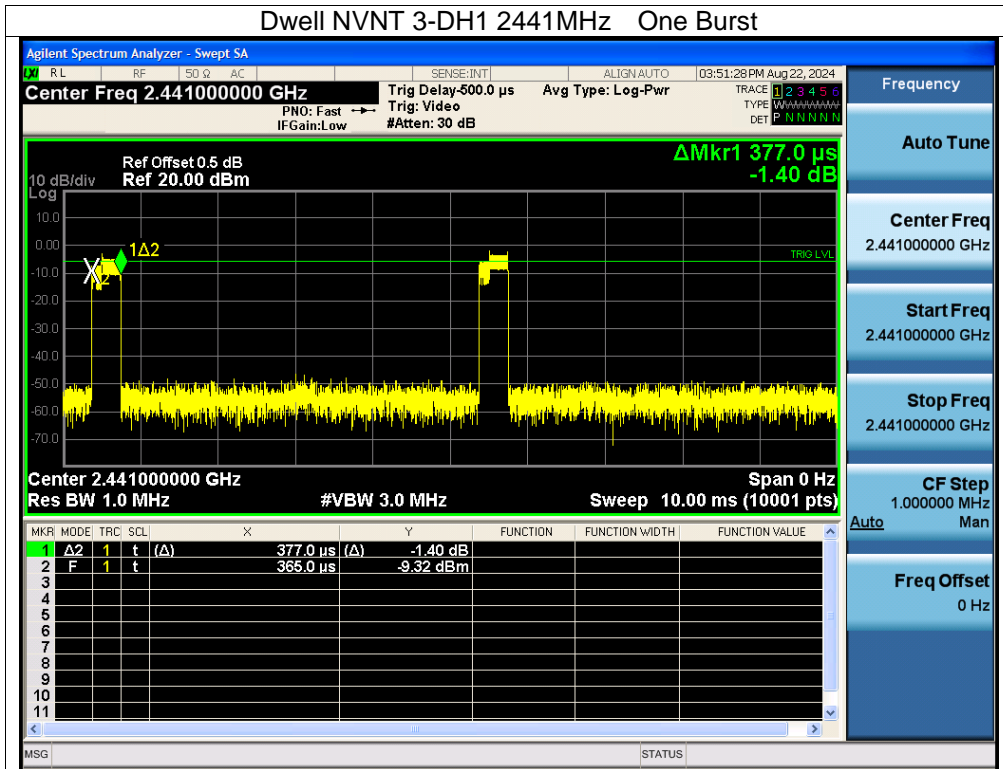 Dwell NVNT 3-DH1 2441MHz One Burst
Agilent Spectrum Analyzer - Swept SA
LXI RL RF 50 Ω AC SENSE:INT ALIGN AUTO 03:51:28 PM Aug 22, 2024
Center Freq 2.441000000 GHz
PNO: Fast
IFGain:Low
Trig Delay-500.0 µs
Trig: Video
#Atten: 30 dB
Avg Type: Log-Pwr
TRACE 1 2 3 4 5 6
TYPE WWWWWW
DET P N N N N N
Frequency
Auto Tune
Center Freq
2.441000000 GHz
Start Freq
2.441000000 GHz
Stop Freq
2.441000000 GHz
CF Step
1.000000 MHz
Auto Man
Freq Offset
0 Hz
ΔMkr1 377.0 µs
-1.40 dB
Ref Offset 0.5 dB
10 dB/div Ref 20.00 dBm
Log
10.0
0.00
-10.0
-20.0
-30.0
-40.0
-50.0
-60.0
-70.0
1Δ2
2
TRIG LVL
Center 2.441000000 GHz Span 0 Hz
Res BW 1.0 MHz #VBW 3.0 MHz Sweep 10.00 ms (10001 pts)
MKR MODE TRC SCL X Y FUNCTION FUNCTION WIDTH FUNCTION VALUE
1 Δ2 1 t (Δ) 377.0 µs (Δ) -1.40 dB
2 F 1 t 365.0 µs -9.32 dBm
3
4
5
6
7
8
9
10
11
MSG STATUS